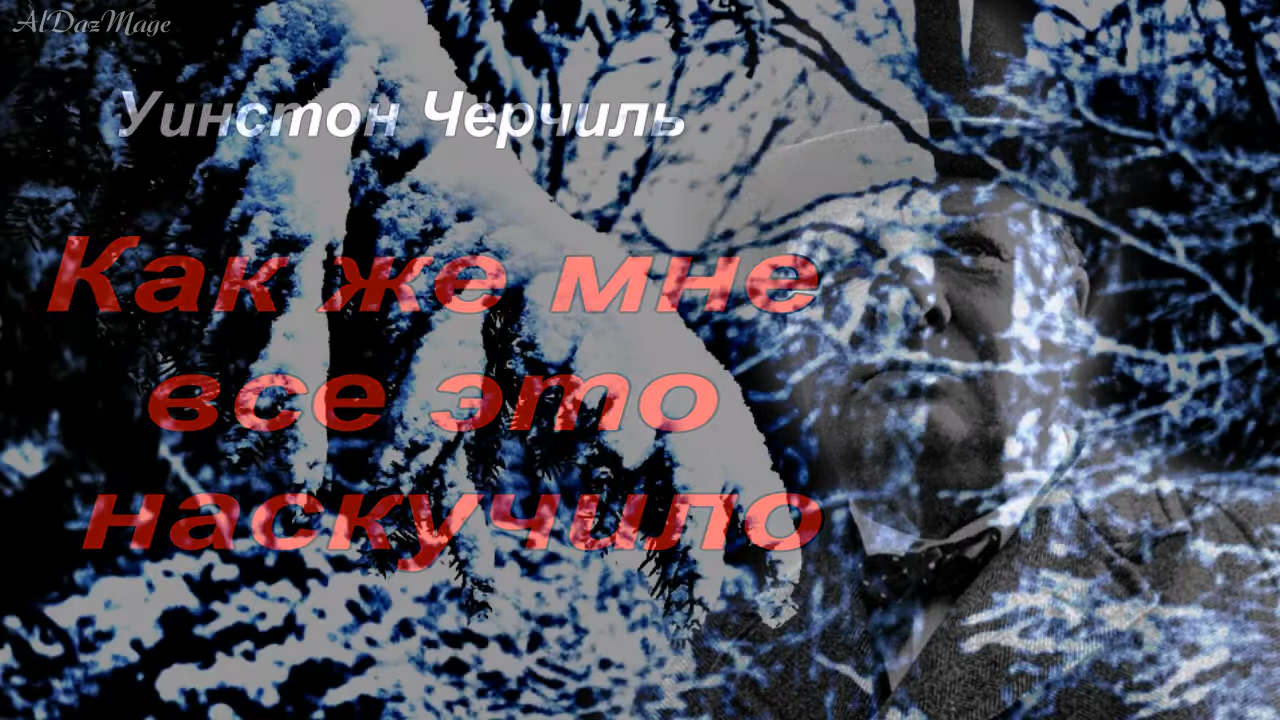 AlDazMage
Уинстон Черчиль
Как же мне
все это
наскучило